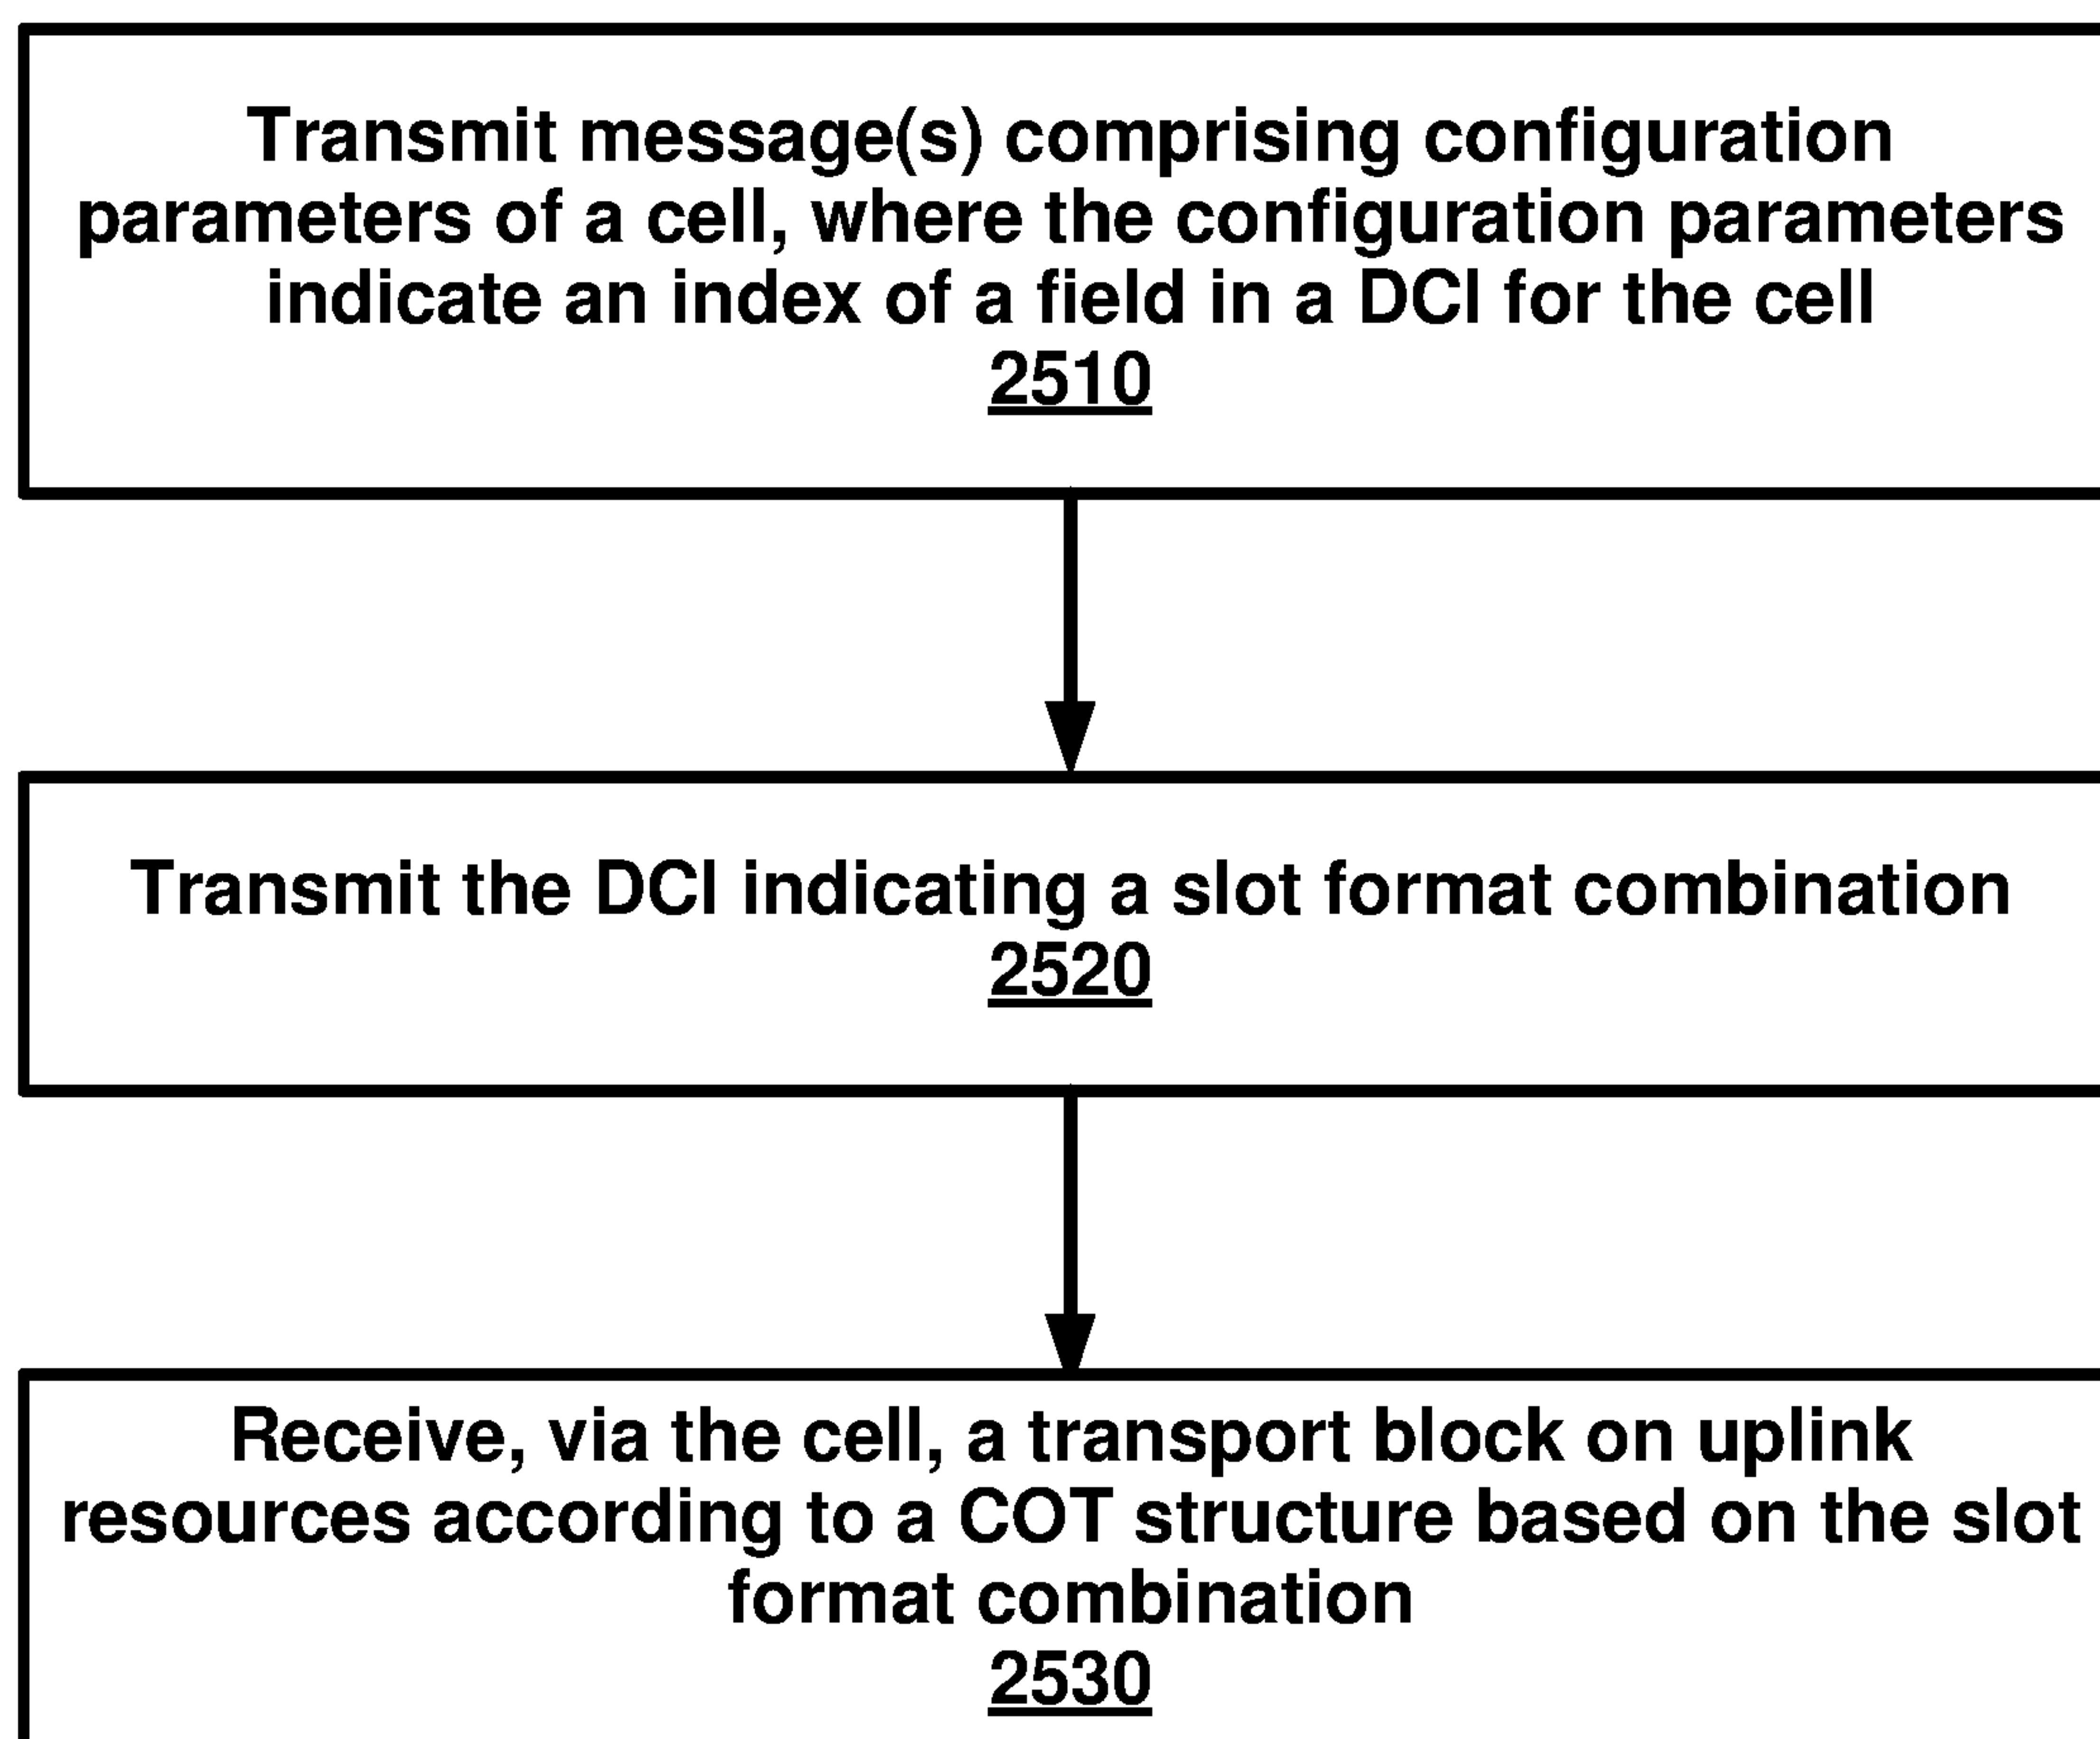 Transmit message(s) comprising configuration
parameters of a cell, where the configuration parameters
indicate an index of a field in a DCI for the cell
2510
Transmit the DCI indicating a slot format combination
2520
Receive, via the cell, a transport block on uplink
resources according to a COT structure based on the slot
format combination
2530